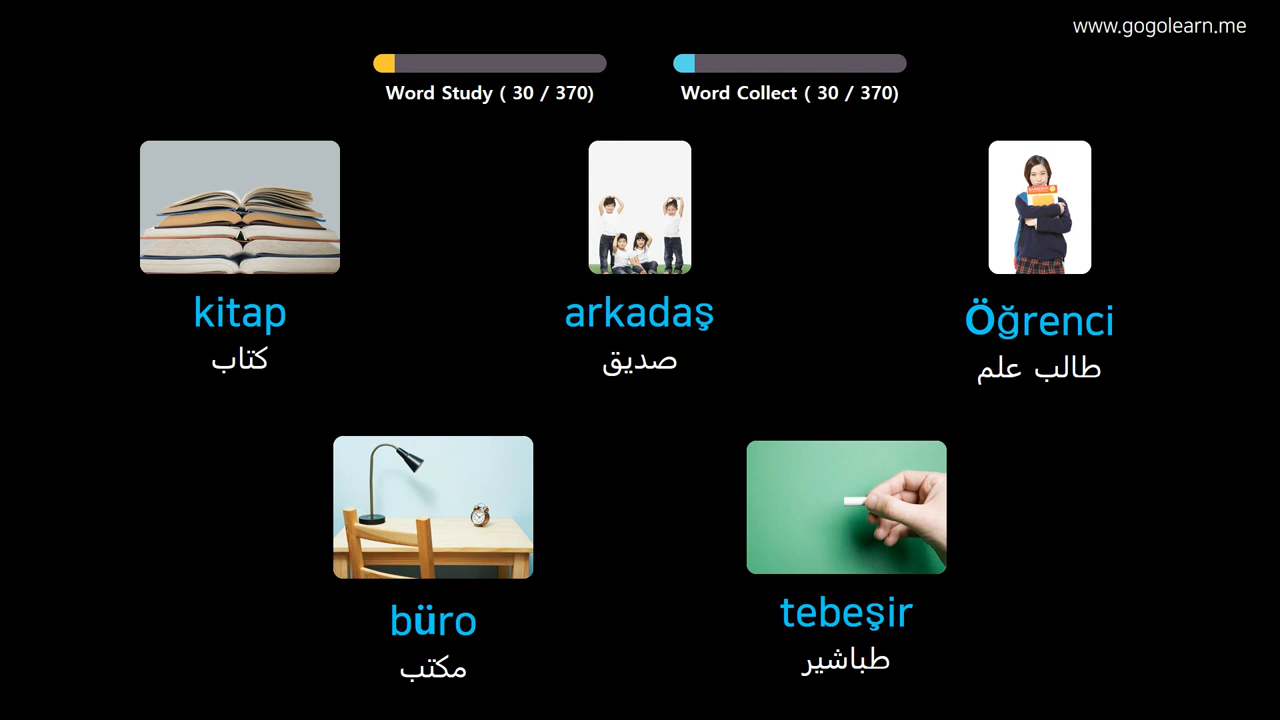 www.gogolearn.me
Word Study ( 30 / 370)
Word Collect ( 30 / 370)
kitap
كتاب
arkadaş
صديق
Öğrenci
طالب علم
büro
مكتب
tebeşir
طباشير